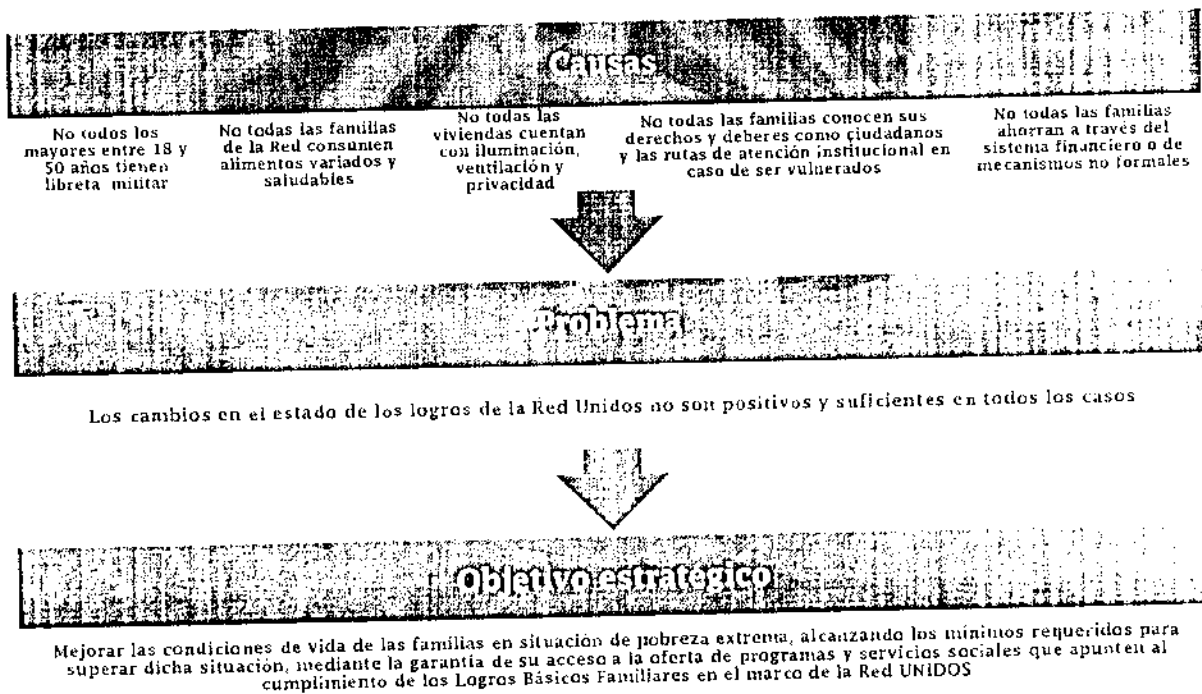 Causas
No todos los
mayores entre 18 y
50 años tienen
libreta militar
No todas las familias
de la Red consumen
alimentos variados y
saludables
No todas las
viviendas cuentan
con iluminación,
ventilación y
privacidad
No todas las familias conocen sus
derechos y deberes como ciudadanos
y las rutas de atención institucional en
caso de ser vulnerados
No todas las familias
ahorran a través del
sistema financiero o de
mecanismos no formales
Problema
Los cambios en el estado de los logros de la Red Unidos no son positivos y suficientes en todos los casos
Objetivo estratégico
Mejorar las condiciones de vida de las familias en situación de pobreza extrema, alcanzando los mínimos requeridos para
superar dicha situación, mediante la garantía de su acceso a la oferta de programas y servicios sociales que apunten al
cumplimiento de los Logros Básicos Familiares en el marco de la Red UNIDOS